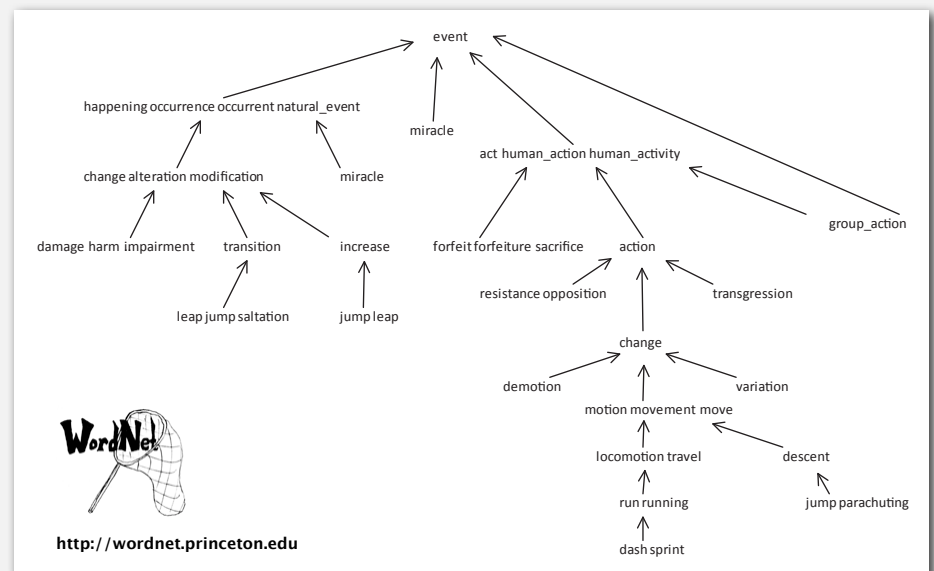 event
happening occurrence occurrent natural_event
miracle
act human_action human_activity
change alteration modification
miracle
group_action
damage harm impairment
transition
increase
forfeit forfeiture sacrifice
action
resistance opposition
transgression
leap jump saltation
jump leap
change
demotion
variation
motion movement move
WordNet
locomotion travel
descent
run running
jump parachuting
http://wordnet.princeton.edu
dash sprint